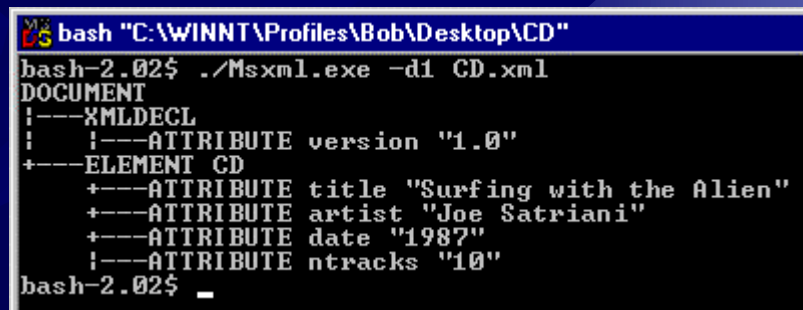 bash "C:\WINNT\Profiles\Bob\Desktop\CD"
bash-2.02$ ./Msxml.exe -d1 CD.xml
DOCUMENT
|---XMLDECL
|   |---ATTRIBUTE version "1.0"
+---ELEMENT CD
    +---ATTRIBUTE title "Surfing with the Alien"
    +---ATTRIBUTE artist "Joe Satriani"
    +---ATTRIBUTE date "1987"
    |---ATTRIBUTE ntracks "10"
bash-2.02$ _